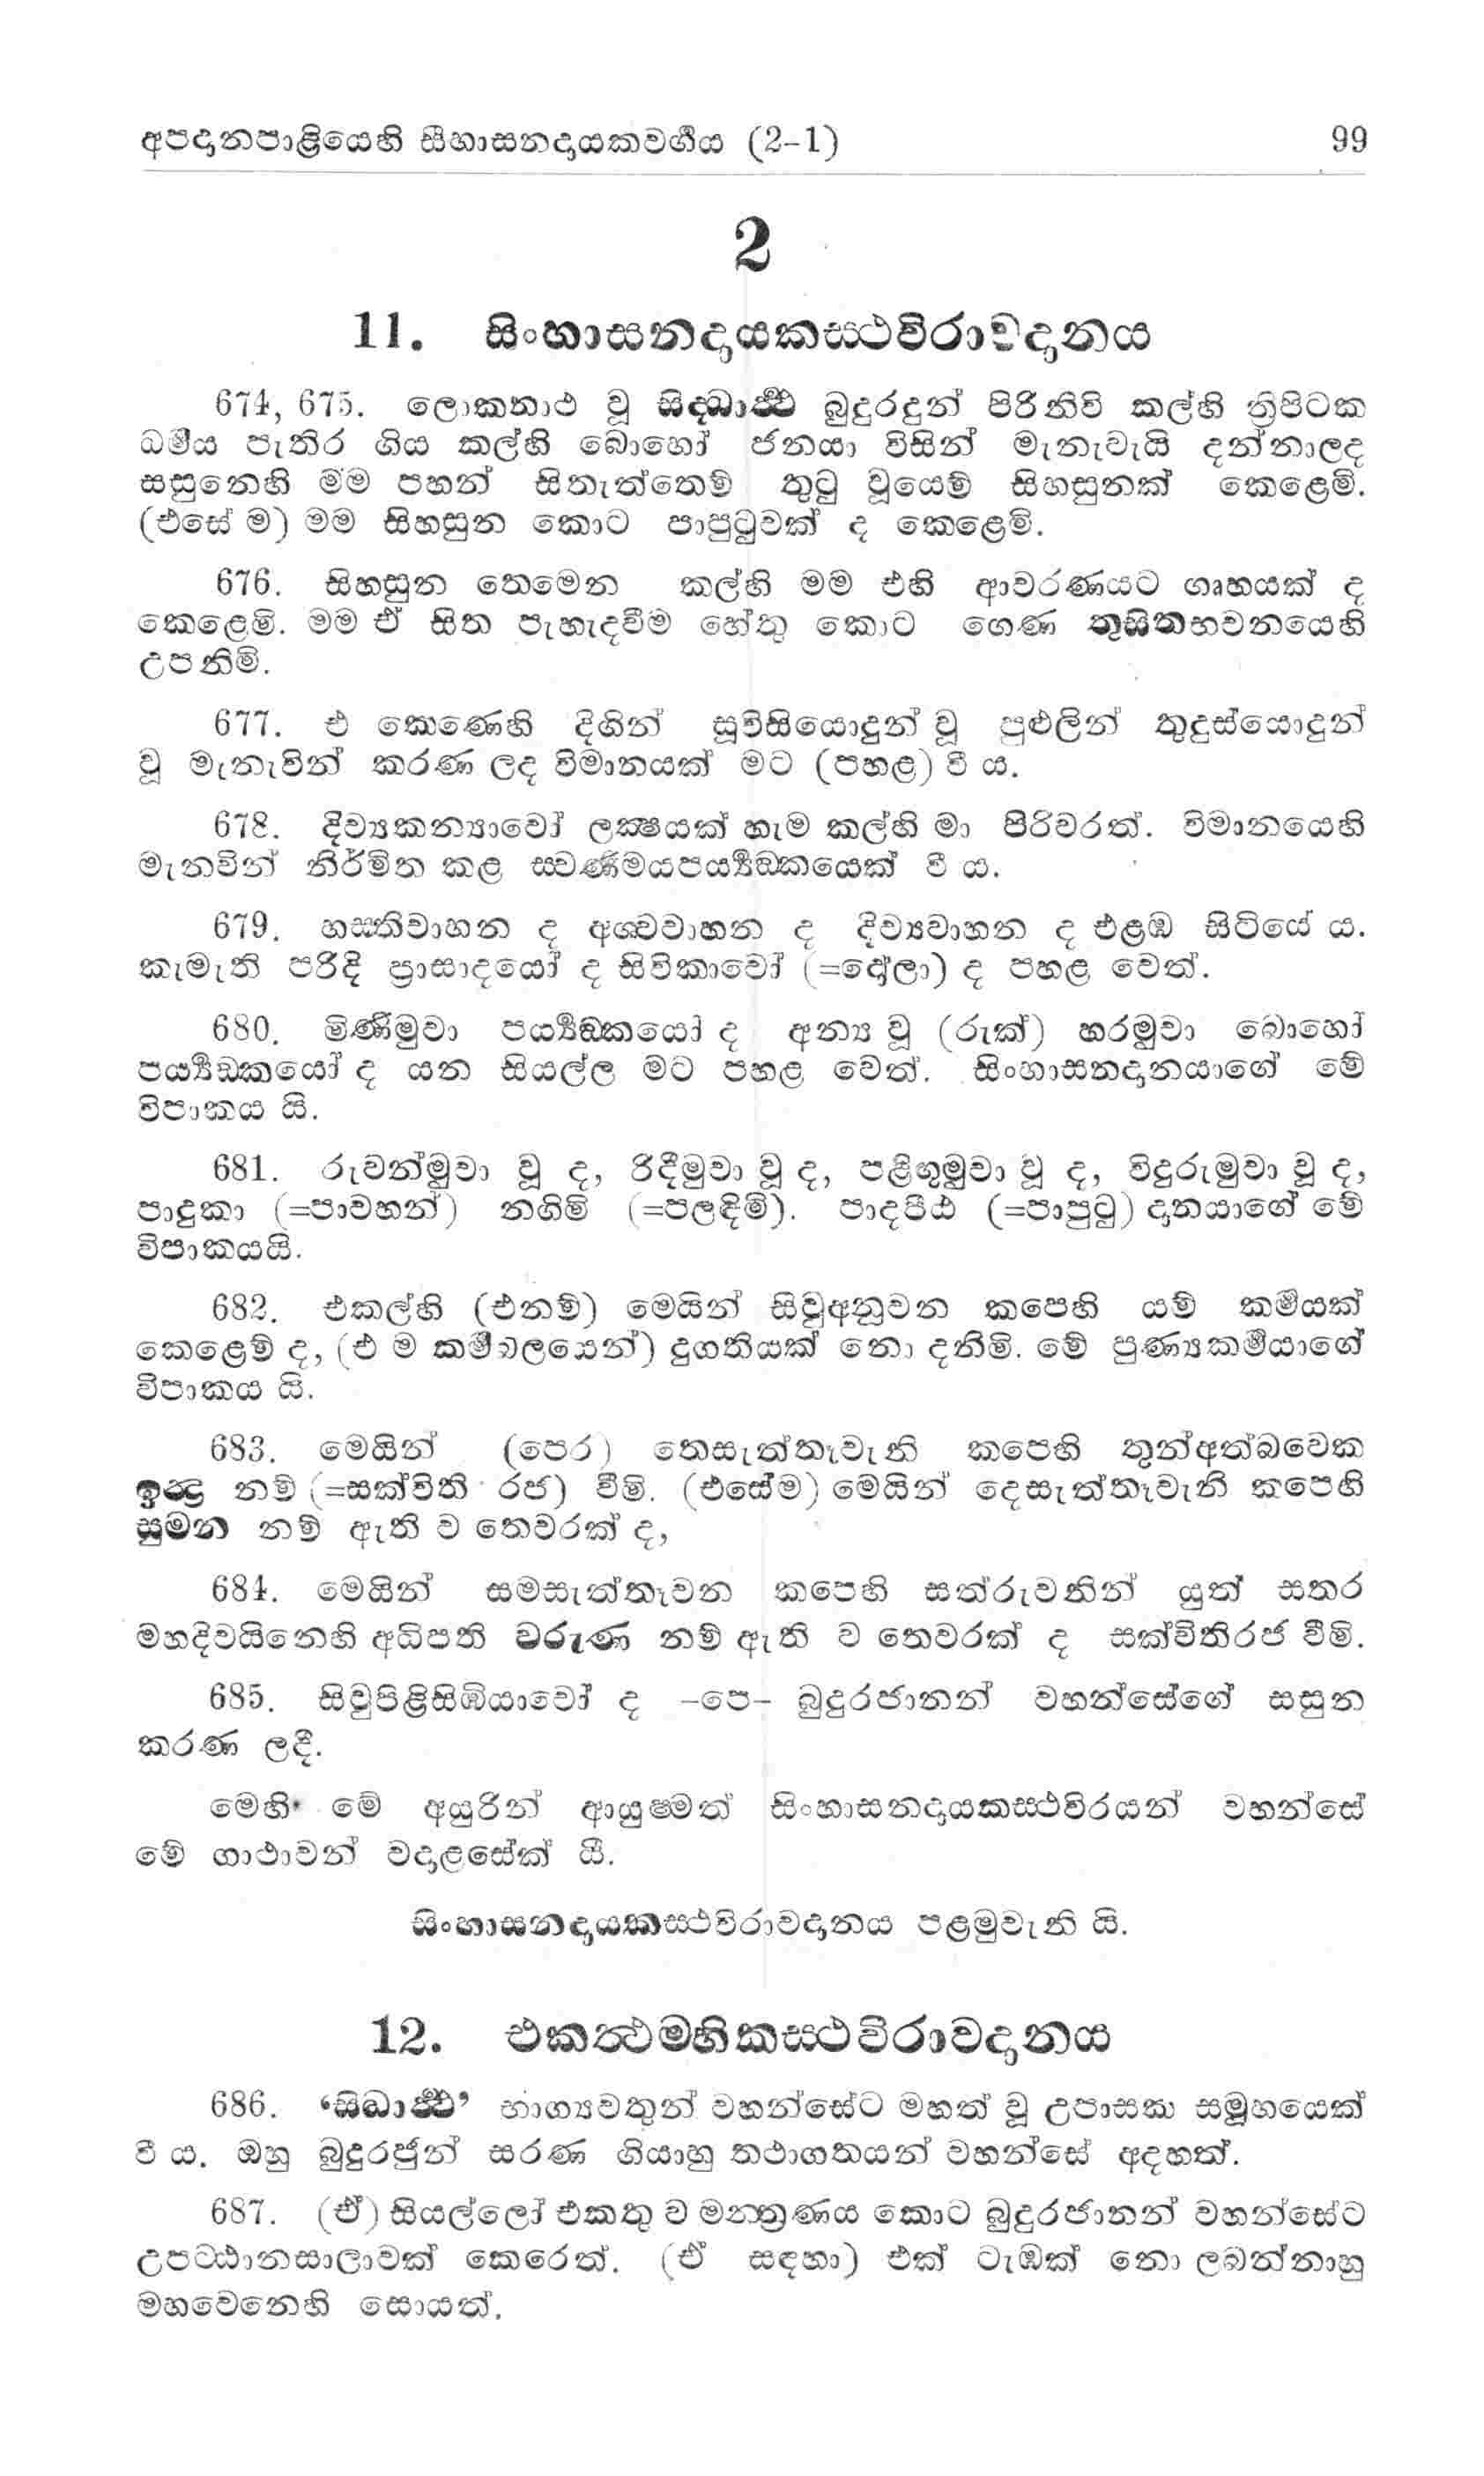 අපදානපාළියෙහි සීහාසනදායකවර්‍ගය (2-1) 99
2
11. සිංහාසනදායකස්ථවිරාවදානය
674, 675. ලොකනාථ වූ සිද්ධාර්‍ත්‍ථ බුදුරදුන් පිරිනිවි කල්හි ත්‍රිපිටක
ධර්‍මය පැතිර ගිය කල්හි බොහෝ ජනයා විසින් මැනැවැයි දන්නාලද
සසුනෙහි මම පහන් සිතැත්තෙම් තුටු වූයෙම් සිහසුනක් කෙළෙමි.
(එසේ ම) මම සිහසුන කොට පාපුටුවක් ද කෙළෙමි.
676. සිහසුන තෙමෙන කල්හි මම එහි ආවරණයට ගෘහයක් ද
කෙළෙමි. මම ඒ සිත පැහැදවීම හේතු කොට ගෙණ තුසිතභවනයෙහි
උපනිමි.
677. එ කෙණෙහි දිගින් සූවිසියොදුන් වූ පුළුලින් තුදුස්යොදුන්
වූ මැනැවින් කරණ ලද විමානයක් මට (පහළ) වී ය.
678. දිව්‍යකන්‍යාවෝ ලක්‍ෂයක් හැම කල්හි මා පිරිවරත්. විමානයෙහි
මැනවින් නිර්මිත කළ ස්වර්‍ණමයපර්‍ය්‍යඞ්කයෙක් වී ය.
679. හස්තිවාහන ද අශ්වවාහන ද දිව්‍යවාහන ද එළඹ සිටියේ ය.
කැමැති පරිදි ප්‍රාසාදයෝ ද සිවිකාවෝ (=දෝලා) ද පහළ වෙත්.
680. මිණිමුවා පර්‍ය්‍යඞ්කයෝ ද අන්‍ය වූ (රුක්) හරමුවා බොහෝ
පර්‍ය්‍යඞ්කයෝ ද යන සියල්ල මට පහළ වෙත්. සිංහාසනදානයාගේ මේ
විපාකය යි.
681. රුවන්මුවා වූ ද, රිදීමුවා වූ ද, පළිඟුමුවා වූ ද, විදුරුමුවා වූ ද,
පාදුකා (=පාවහන්) නගිමි (=පලඳිමි). පාදපීඨ (=පාපුටු) දානයාගේ මේ
විපාකයයි.
682. එකල්හි (එනම්) මෙයින් සිවුඅනූවන කපෙහි යම් කර්‍මයක්
කෙළෙම් ද, (එ ම කර්‍මබලයෙන්) දුගතියක් නො දනිමි. මේ පුණ්‍යකර්‍මයාගේ
විපාකය යි.
683. මෙයින් (පෙර) තෙසැත්තෑවැනි කපෙහි තුන්අත්බවෙක
ඉන්ද්‍ර නම් (=සක්විති රජ) වීමි. (එසේම) මෙයින් දෙසැත්තෑවැනි කපෙහි
සුමන නම් ඇති ව තෙවරක් ද,
684. මෙයින් සමසැත්තෑවන කපෙහි සත්රුවනින් යුත් සතර
මහදිවයිනෙහි අධිපති වරුණ නම් ඇති ව තෙවරක් ද සක්විතිරජ වීමි.
685. සිවුපිළිසිඹියාවෝ ද -පෙ- බුදුරජානන් වහන්සේගේ සසුන
කරණ ලදී.
මෙහි මේ අයුරින් ආයුෂ්මත් සිංහාසනදායකස්ථවිරයන් වහන්සේ
මේ ගාථාවන් වදාළසේක් යී.
සිංහාසනදායකස්ථවිරාවදානය පළමුවැනි යි.
12. එකත්‍ථම්භිකස්ථවිරාවදානය
686. ‘සිද්‍ධාර්‍ත්‍ථ’ භාග්‍යවතුන් වහන්සේට මහත් වූ උපාසක සමූහයෙක්
වී ය. ඔහු බුදුරජුන් සරණ ගියාහු තථාගතයන් වහන්සේ අදහත්.
687. (ඒ) සියල්ලෝ එකතු ව මන්ත්‍රණය කොට බුදුරජානන් වහන්සේට
උපට්ඨානසාලාවක් කෙරෙත්. (ඒ සඳහා) එක් ටැඹක් නො ලබන්නාහු
මහවෙනෙහි සොයත්.